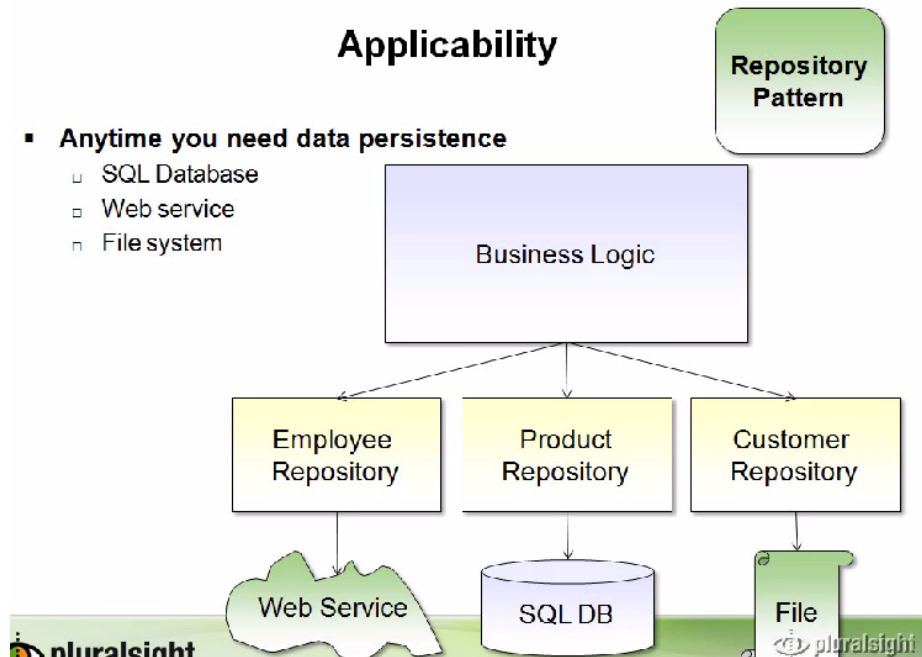 Applicability
Repository
Pattern
Anytime you need data persistence
SQL Database
Web service
File system
Business Logic
Employee
Repository
Product
Repository
Customer
Repository
Web Service
SQL DB
File
pluralsight
pluralsight